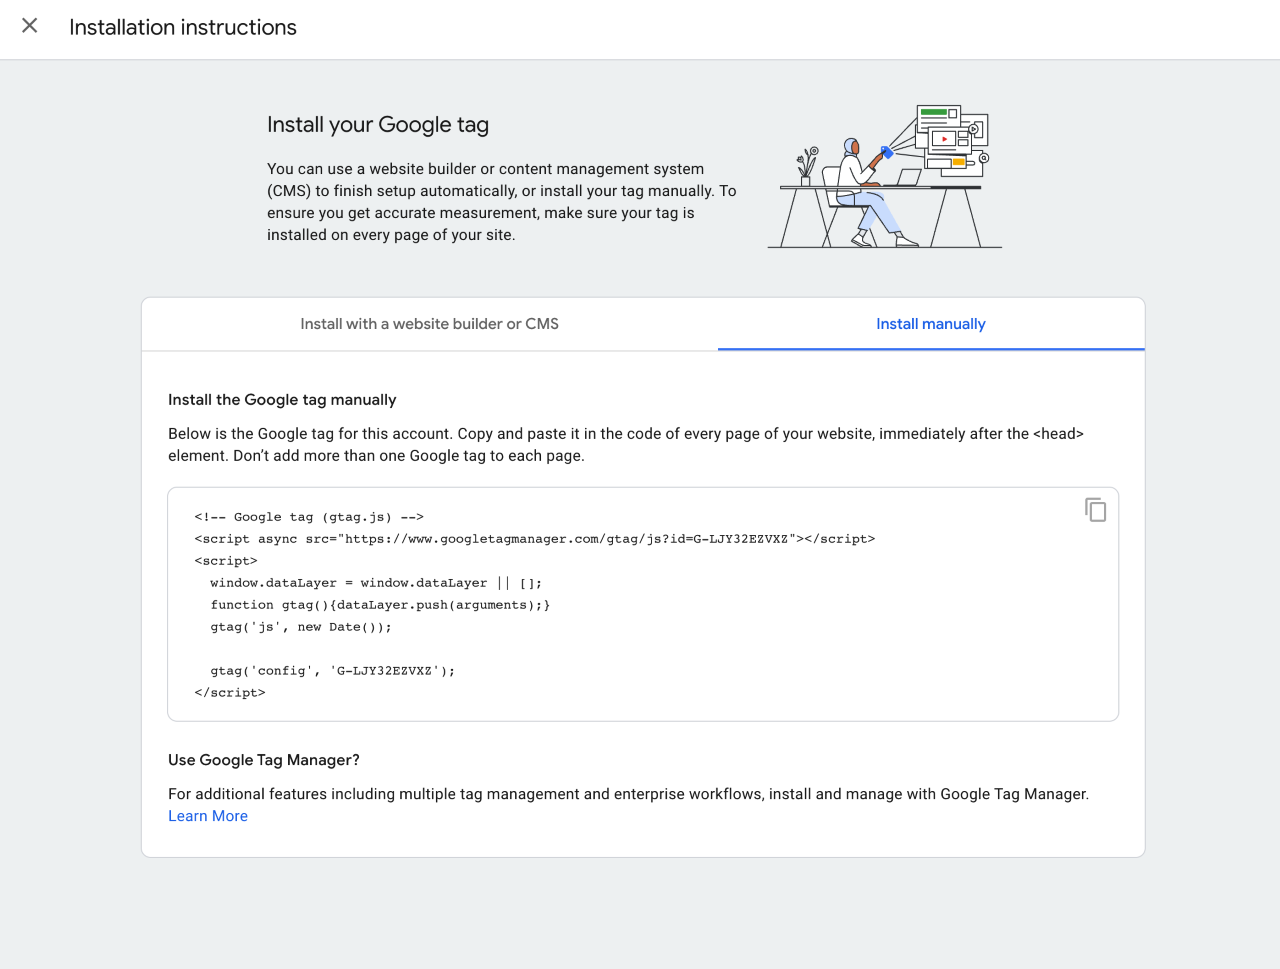 Installation instructions
Install your Google tag
You can use a website builder or content management system
(CMS) to finish setup automatically, or install your tag manually. To
ensure you get accurate measurement, make sure your tag is
installed on every page of your site.
Install with a website builder or CMS
Install manually
Install the Google tag manually
Below is the Google tag for this account. Copy and paste it in the code of every page of your website, immediately after the <head>
element. Don’t add more than one Google tag to each page.
<!-- Google tag (gtag.js) -->
<script async src="https://www.googletagmanager.com/gtag/js?id=G-LJY32EZVXZ"></script>
<script>
  window.dataLayer = window.dataLayer || [];
  function gtag(){dataLayer.push(arguments);}
  gtag('js', new Date());

  gtag('config', 'G-LJY32EZVXZ');
</script>
Use Google Tag Manager?
For additional features including multiple tag management and enterprise workflows, install and manage with Google Tag Manager.
Learn More